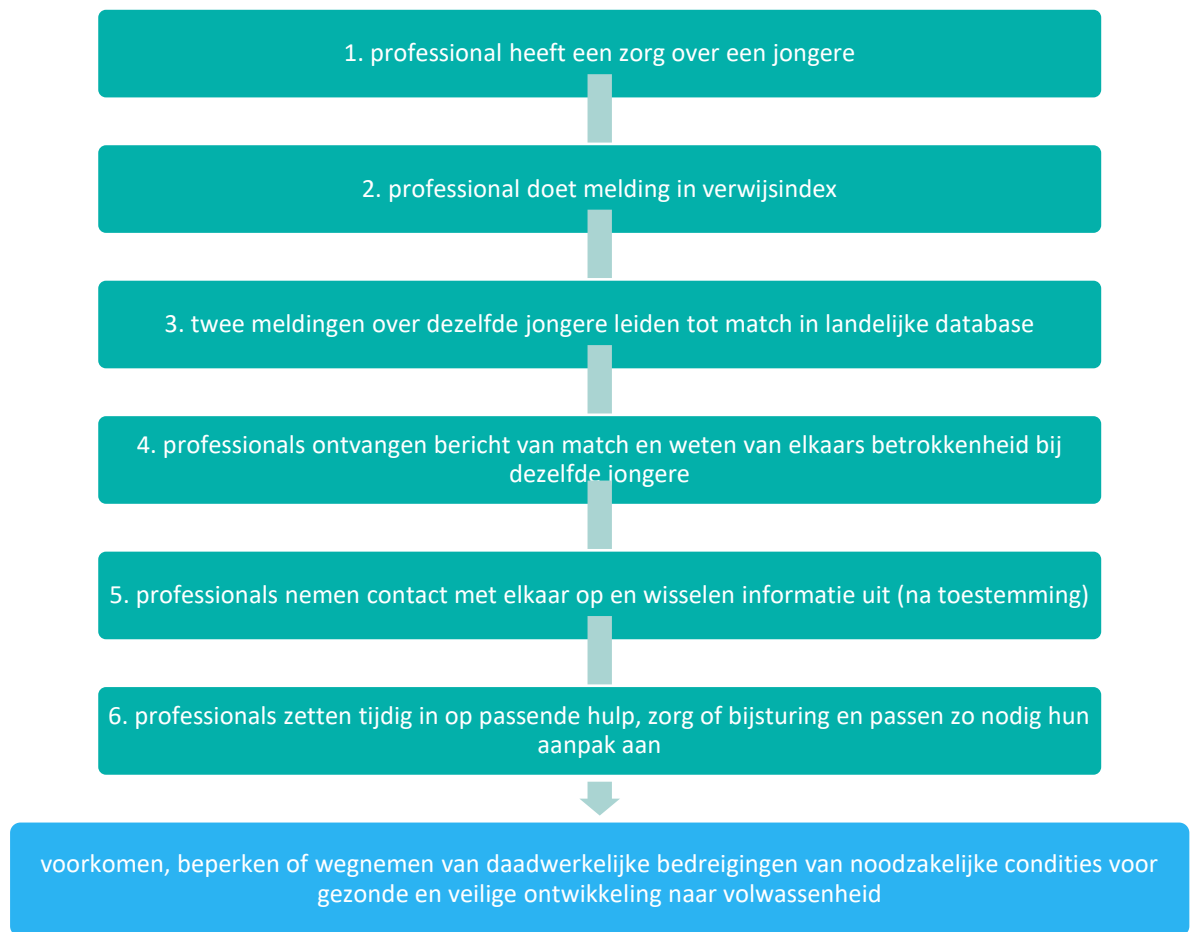 1. professional heeft een zorg over een jongere
2. professional doet melding in verwijsindex
3. twee meldingen over dezelfde jongere leiden tot match in landelijke database
4. professionals ontvangen bericht van match en weten van elkaars betrokkenheid bij
dezelfde jongere
5. professionals nemen contact met elkaar op en wisselen informatie uit (na toestemming)
6. professionals zetten tijdig in op passende hulp, zorg of bijsturing en passen zo nodig hun
aanpak aan
voorkomen, beperken of wegnemen van daadwerkelijke bedreigingen van noodzakelijke condities voor
gezonde en veilige ontwikkeling naar volwassenheid